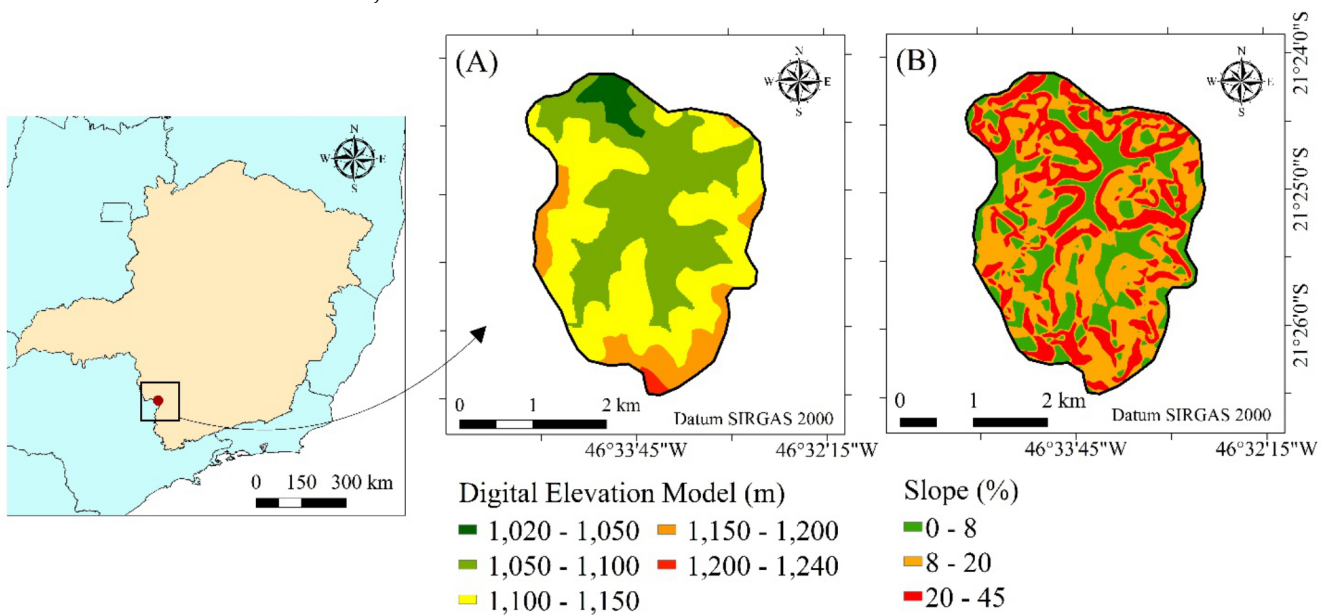 N
W E
S
0 150 300 km
(A)
N
W E
S
0 1 2 km
Datum SIRGAS 2000
46°33'45"W 46°32'15"W
Digital Elevation Model (m)
1,020 - 1,050
1,050 - 1,100
1,100 - 1,150
1,150 - 1,200
1,200 - 1,240
(B)
N
W E
S
21°24'0"S
21°25'0"S
21°26'0"S
0 1 2 km
Datum SIRGAS 2000
46°33'45"W 46°32'15"W
Slope (%)
0 - 8
8 - 20
20 - 45